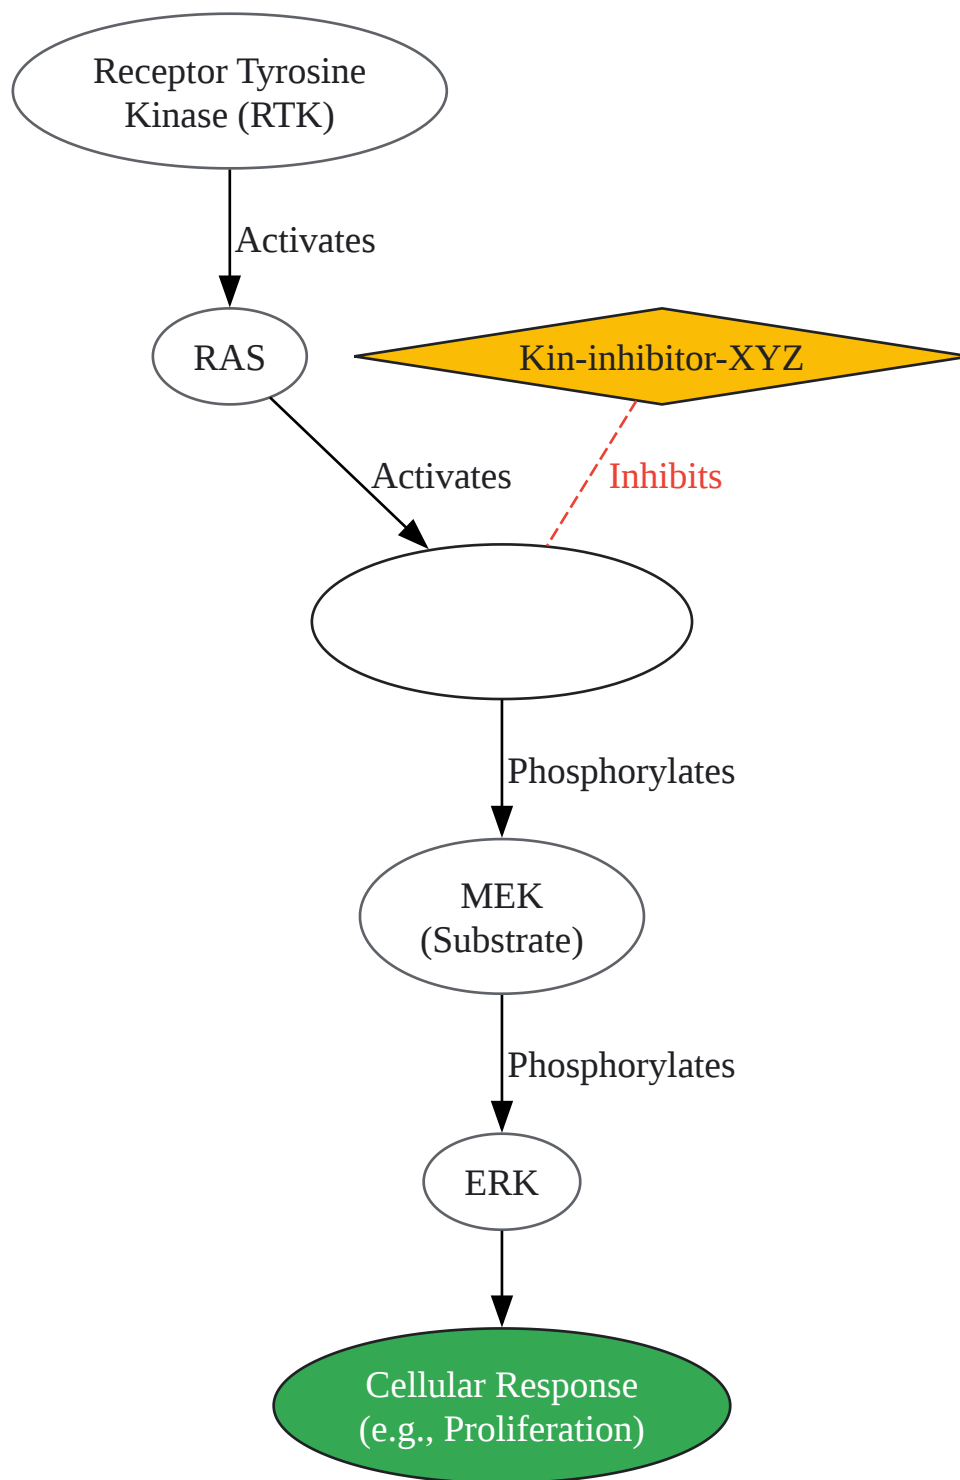 Receptor Tyrosine
Kinase (RTK)
Activates
RAS
Kin-inhibitor-XYZ
Activates
Inhibits
Phosphorylates
MEK
(Substrate)
Phosphorylates
ERK
Cellular Response
(e.g., Proliferation)